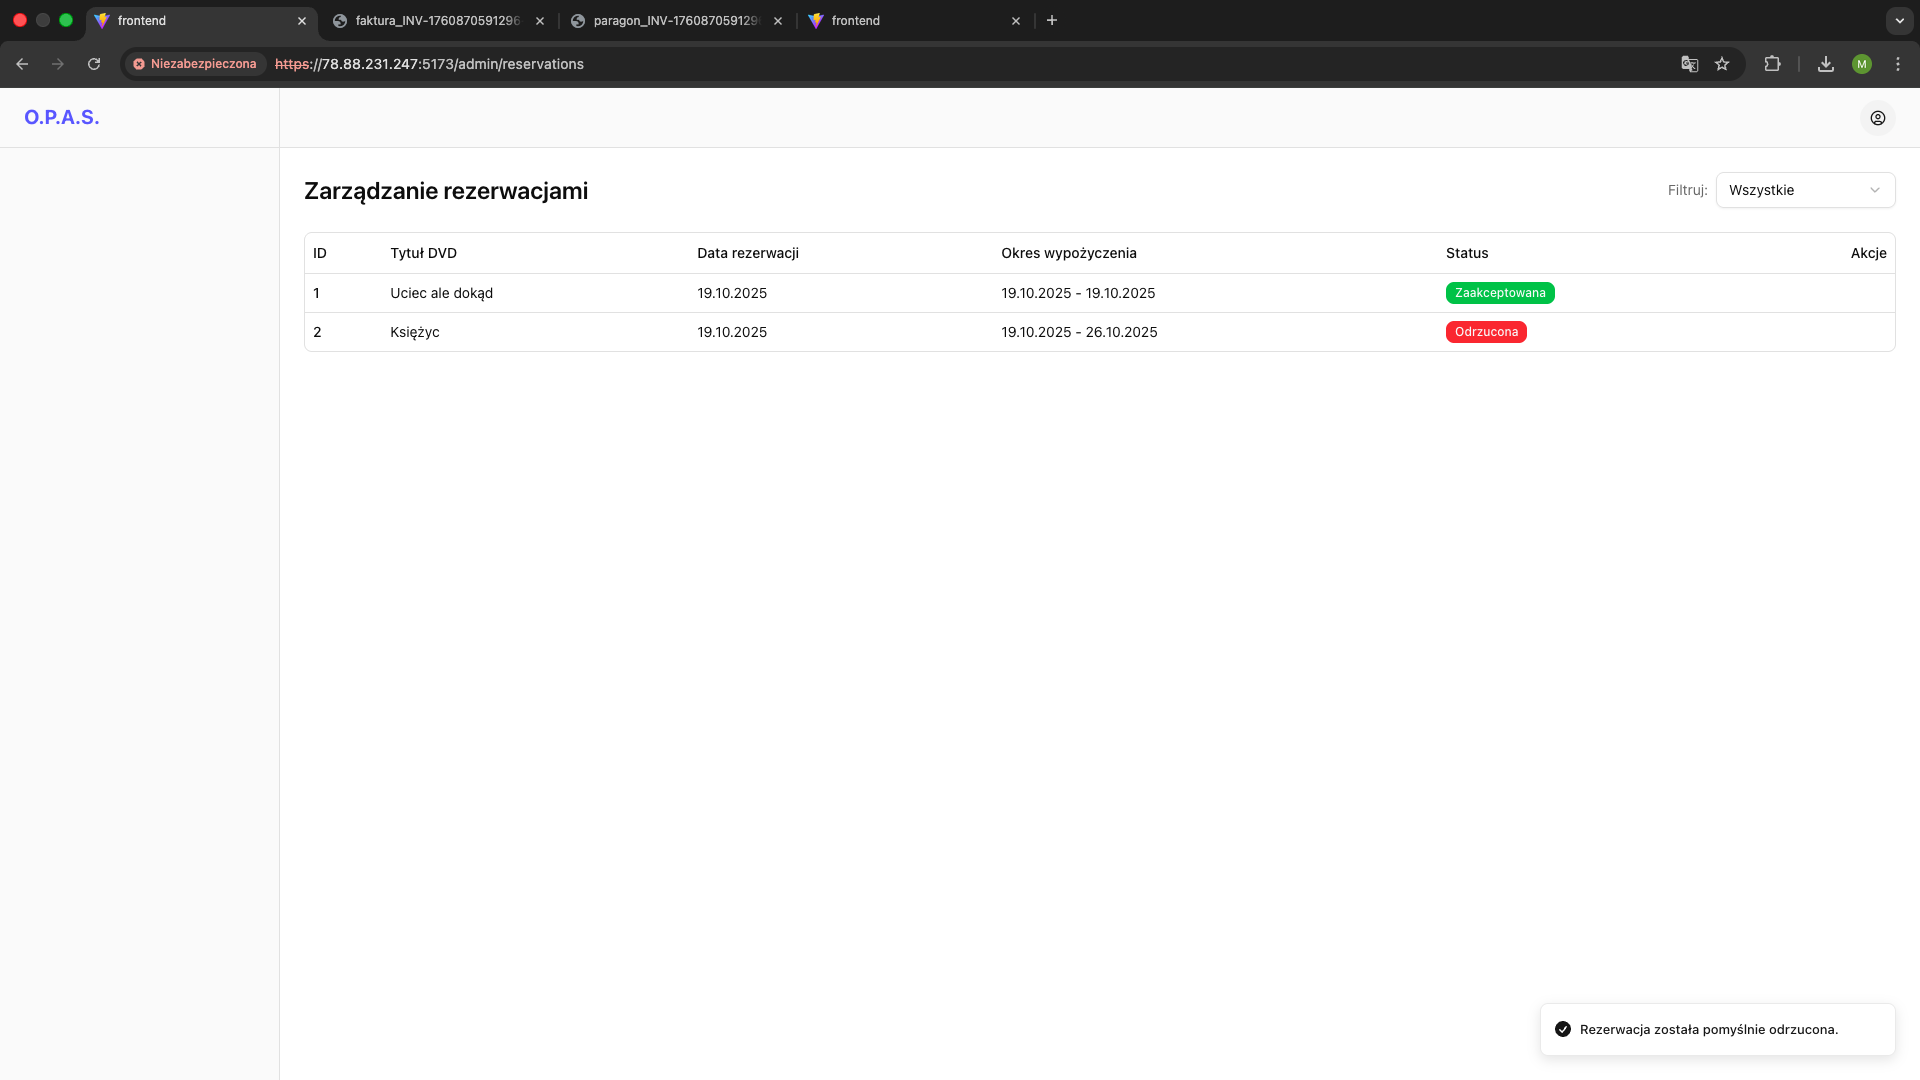 frontend
faktura_INV-1760870591296
paragon_INV-176087059129
frontend
Niezabezpieczona
https://78.88.231.247:5173/admin/reservations
M
O.P.A.S.
Zarządzanie rezerwacjami
Filtruj:
Wszystkie
ID Tytuł DVD Data rezerwacji Okres wypożyczenia Status Akcje
1 Uciec ale dokąd 19.10.2025 19.10.2025 - 19.10.2025 Zaakceptowana
2 Księżyc 19.10.2025 19.10.2025 - 26.10.2025 Odrzucona
Rezerwacja została pomyślnie odrzucona.